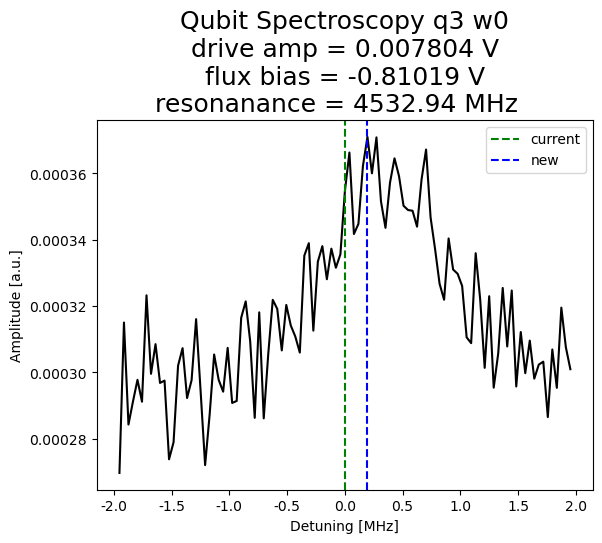 Qubit Spectroscopy q3 w0
drive amp = 0.007804 V
flux bias = -0.81019 V
resonanance = 4532.94 MHz
current
new
0.00036
0.00034
0.00032
0.00030
0.00028
Amplitude [a.u.]
-2.0 -1.5 -1.0 -0.5 0.0 0.5 1.0 1.5 2.0
Detuning [MHz]